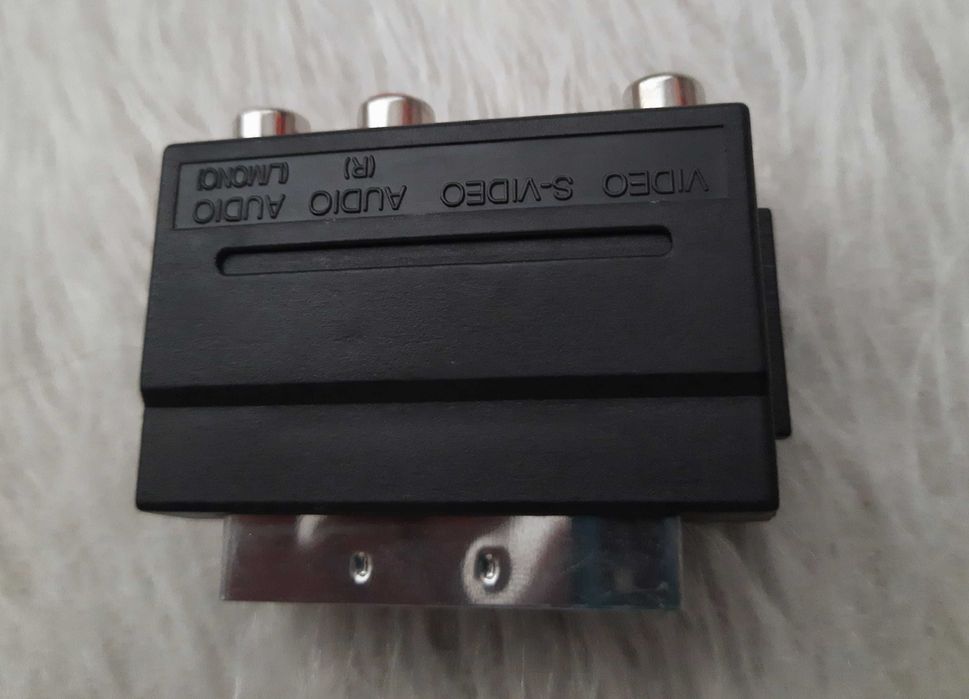 VIDEO S-VIDEO AUDIO AUDIO
(R) (L/MONO)